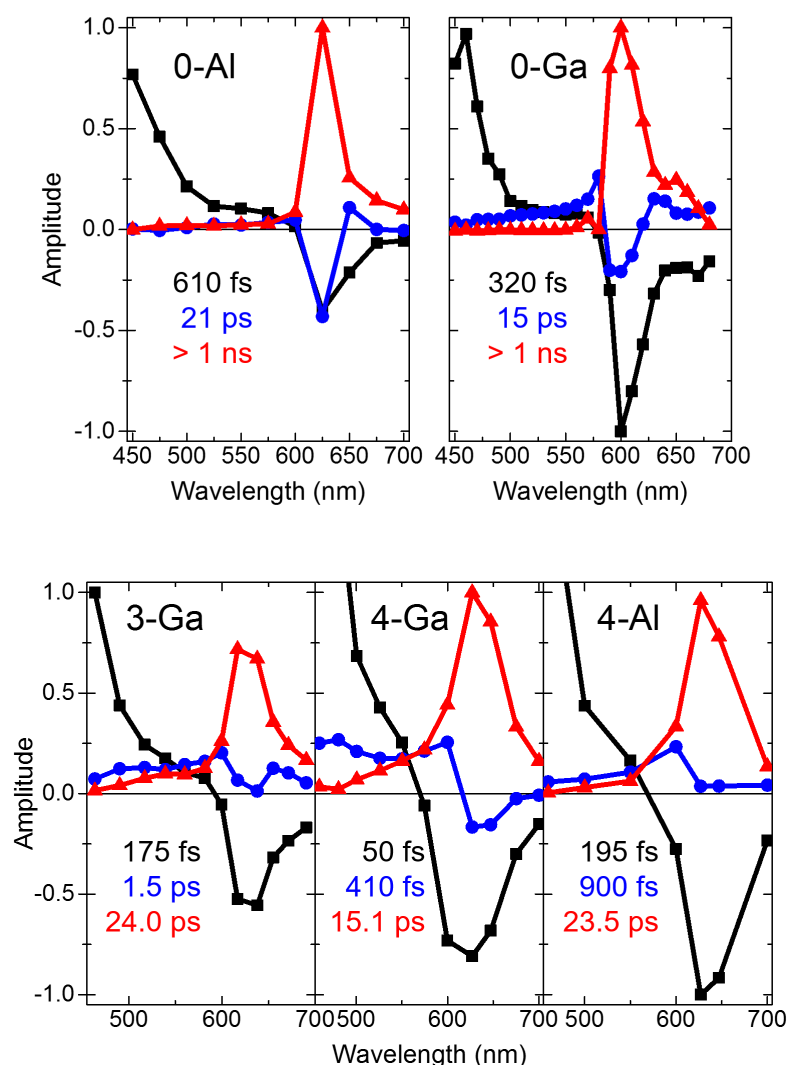 0-Al
0-Ga
1.0
0.5
0.0
-0.5
-1.0
Amplitude
610 fs
21 ps
> 1 ns
320 fs
15 ps
> 1 ns
450 500 550 600 650 700
450 500 550 600 650 700
Wavelength (nm)
Wavelength (nm)
3-Ga
4-Ga
4-Al
1.0
0.5
0.0
-0.5
-1.0
Amplitude
175 fs
1.5 ps
24.0 ps
50 fs
410 fs
15.1 ps
195 fs
900 fs
23.5 ps
500 600 700
500 600 700
500 600 700
Wavelength (nm)